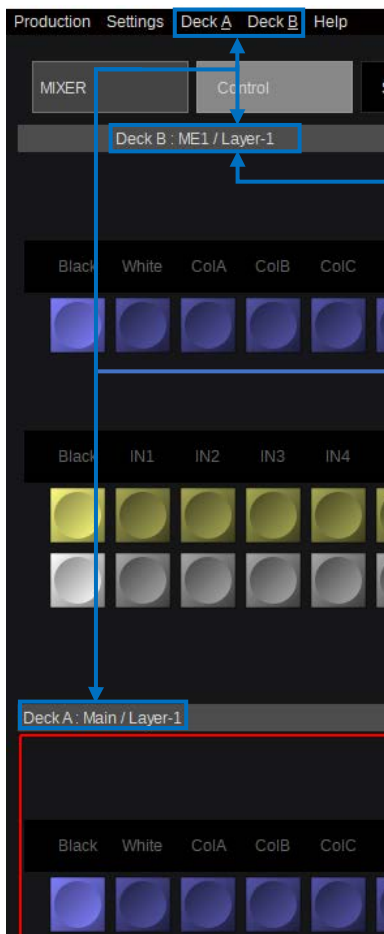 Production Settings Deck A Deck B Help
MIXER Control
Deck B : ME1 / Layer-1
Black White ColA ColB ColC
Black IN1 IN2 IN3 IN4
Deck A : Main / Layer-1
Black White ColA ColB ColC